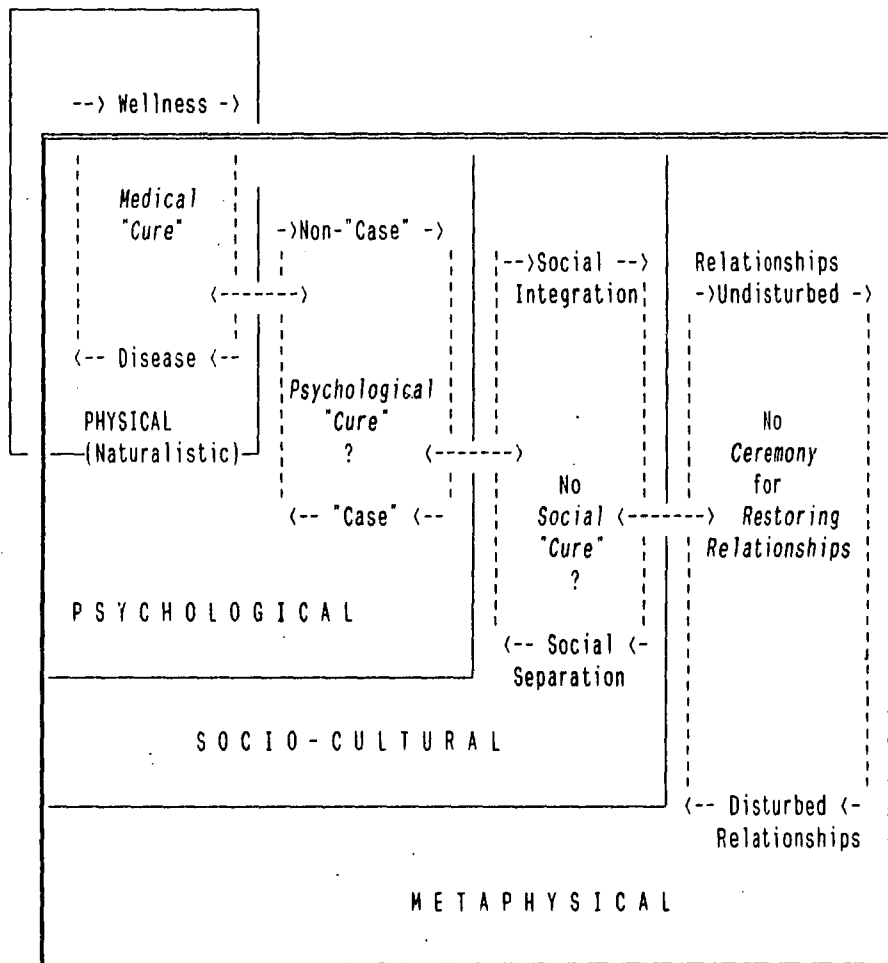 --> Wellness ->
Medical
"Cure"
<-- Disease <--
PHYSICAL
(Naturalistic)
->Non-"Case" ->
Psychological
"Cure"
?
<-- "Case" <--
PSYCHOLOGICAL
-->Social -->
Integration
No
Social
"Cure"
?
<-- Social <-
Separation
SOCIO-CULTURAL
Relationships
->Undisturbed ->
No
Ceremony
for
Restoring
Relationships
<-- Disturbed <-
Relationships
METAPHYSICAL